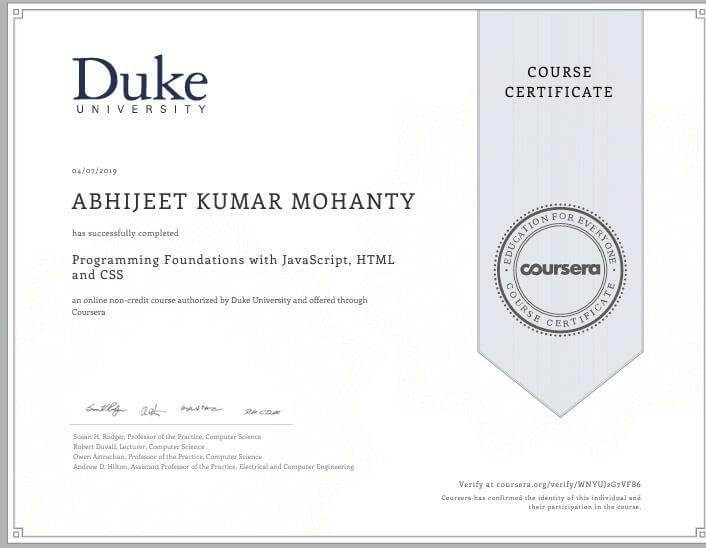 Duke
UNIVERSITY
COURSE
CERTIFICATE
04/07/2019
ABHIJEET KUMAR MOHANTY
has successfully completed
Programming Foundations with JavaScript, HTML
and CSS
an online non-credit course authorized by Duke University and offered through
Coursera
EDUCATION FOR EVERYONE
coursera
COURSE CERTIFICATE
Susan H. Rodger, Professor of the Practice, Computer Science
Robert Duvall, Lecturer, Computer Science
Owen Astrachan, Professor of the Practice, Computer Science
Andrew D. Hilton, Assistant Professor of the Practice, Electrical and Computer Engineering
Verify at coursera.org/verify/WNYUJ2G7VFB6
Coursera has confirmed the identity of this individual and
their participation in the course.